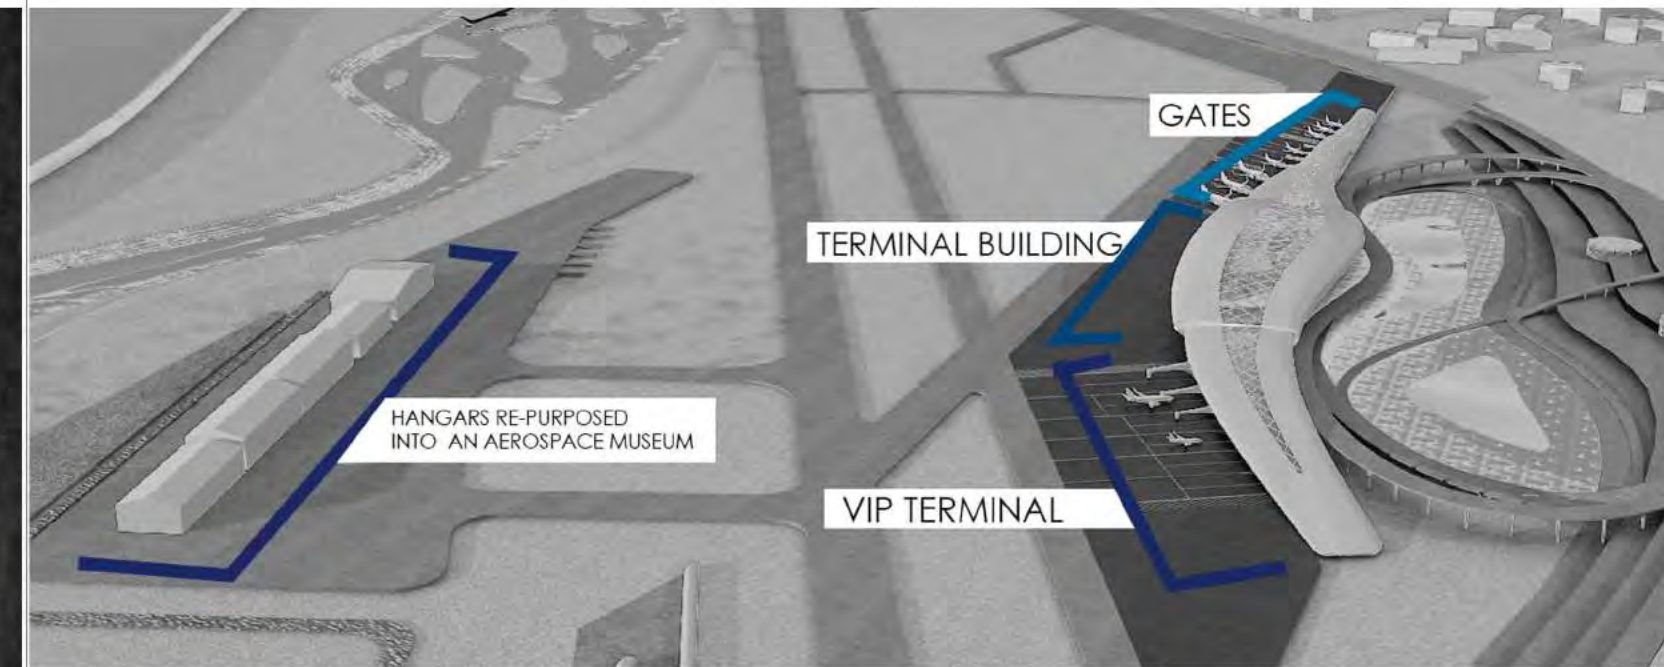 GATES
TERMINAL BUILDING
HANGARS RE-PURPOSED
INTO AN AEROSPACE MUSEUM
VIP TERMINAL